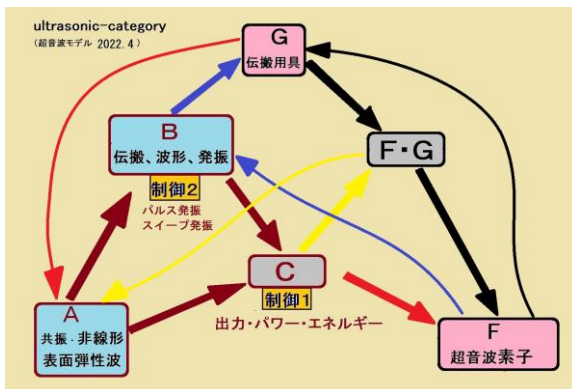 ultrasonic-category
(超音波モデル 2022.4)
G
伝搬用具
B
伝搬、波形、発振
制御2
パルス発振
スイープ発振
F・G
C
制御1
出力・パワー・エネルギー
A
共振・非線形
表面弾性波
F
超音波素子